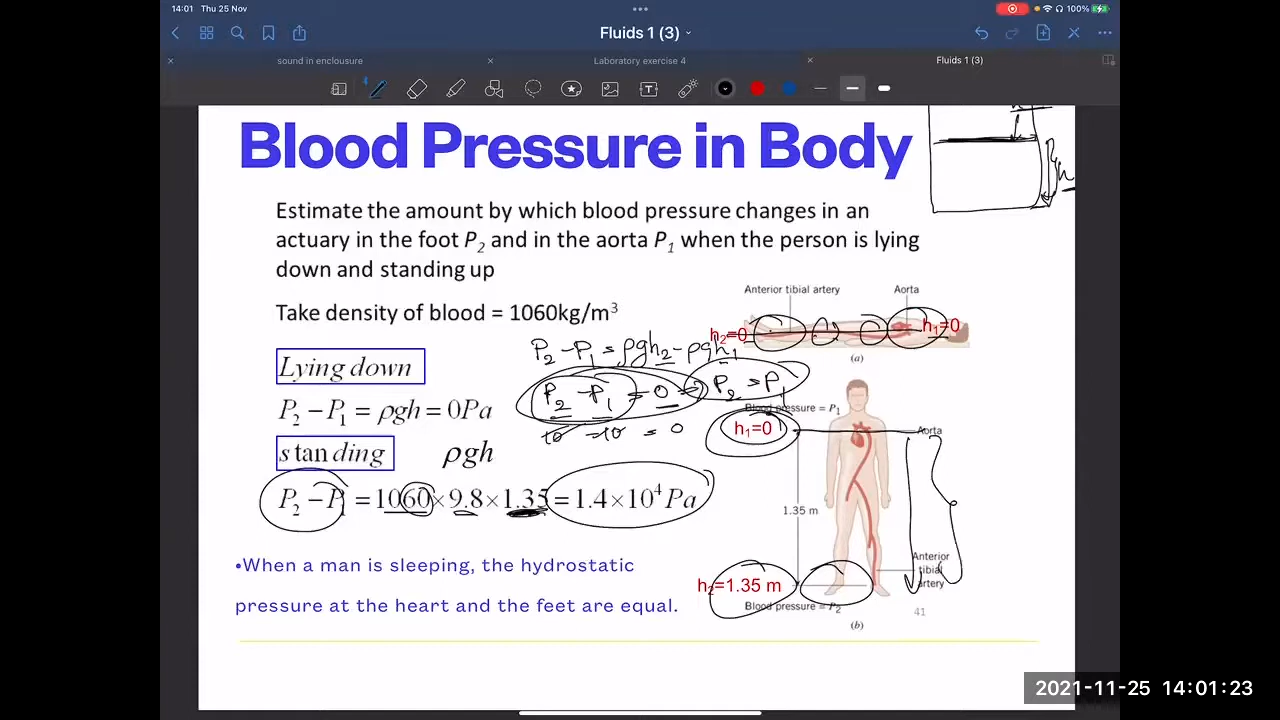 14:01 Thu 25 Nov
100%
Fluids 1 (3)
sound in enclousure
Laboratory exercise 4
Fluids 1 (3)
Blood Pressure in Body
h
Estimate the amount by which blood pressure changes in an
actuary in the foot P₂ and in the aorta P₁ when the person is lying
down and standing up
Take density of blood = 1060kg/m³
Anterior tibial artery
Aorta
h₂=0
h₁=0
(a)
P₂ - P₁ = ρgh₂ - ρgh₁
Lying down
P₂ - P₁ = 0 ⇒ P₂ = P₁
P₂ − P₁ = ρgh = 0Pa
10 - 10 = 0
Blood pressure = P₁
h₁=0
Aorta
s tan ding
ρgh
P₂ − P₁ = 1060×9.8×1.35 = 1.4×10⁴ Pa
1.35 m
•When a man is sleeping, the hydrostatic
pressure at the heart and the feet are equal.
Anterior
tibial
artery
h₂=1.35 m
Blood pressure = P₂
41
(b)
2021-11-25 14:01:23